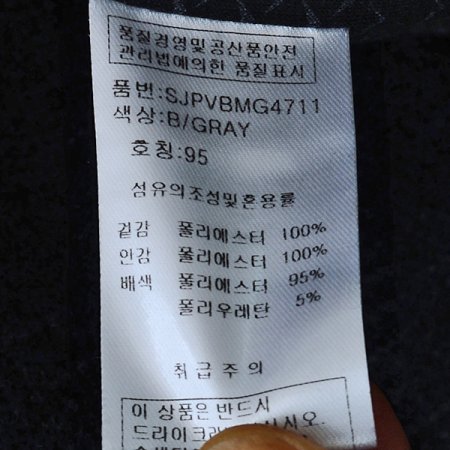 품질경영및공산품안전
관리법에의한 품질표시
품번:SJPVBMG4711
색상:B/GRAY
호칭:95
섬유의조성및혼용률
겉감 폴리에스터 100%
안감 폴리에스터 100%
배색 폴리에스터 95%
폴리우레탄 5%
취급주의
이 상품은 반드시
드라이크